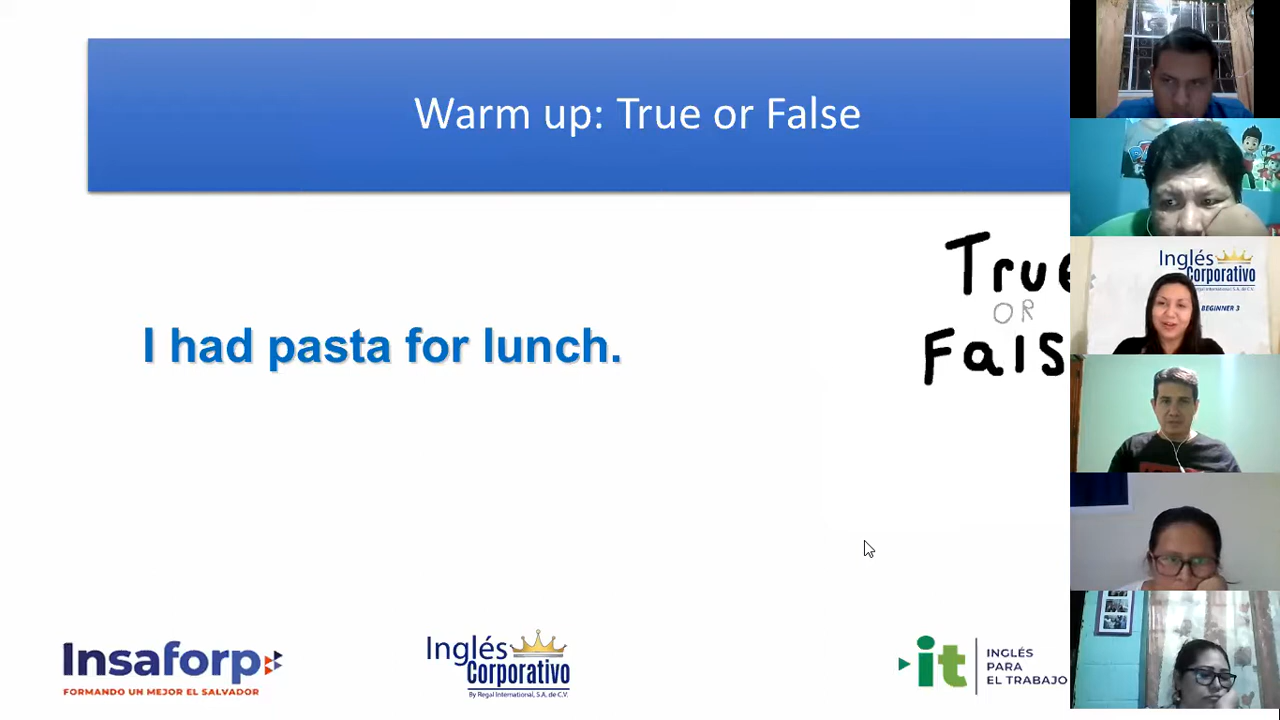 Warm up: True or False
True
OR
Fals
I had pasta for lunch.
Inglés
Corporativo
BEGINNER 3
Insaforp
FORMANDO UN MEJOR EL SALVADOR
Inglés
Corporativo
By Regal International, S.A. de C.V.
it
INGLÉS
PARA
EL TRABAJO